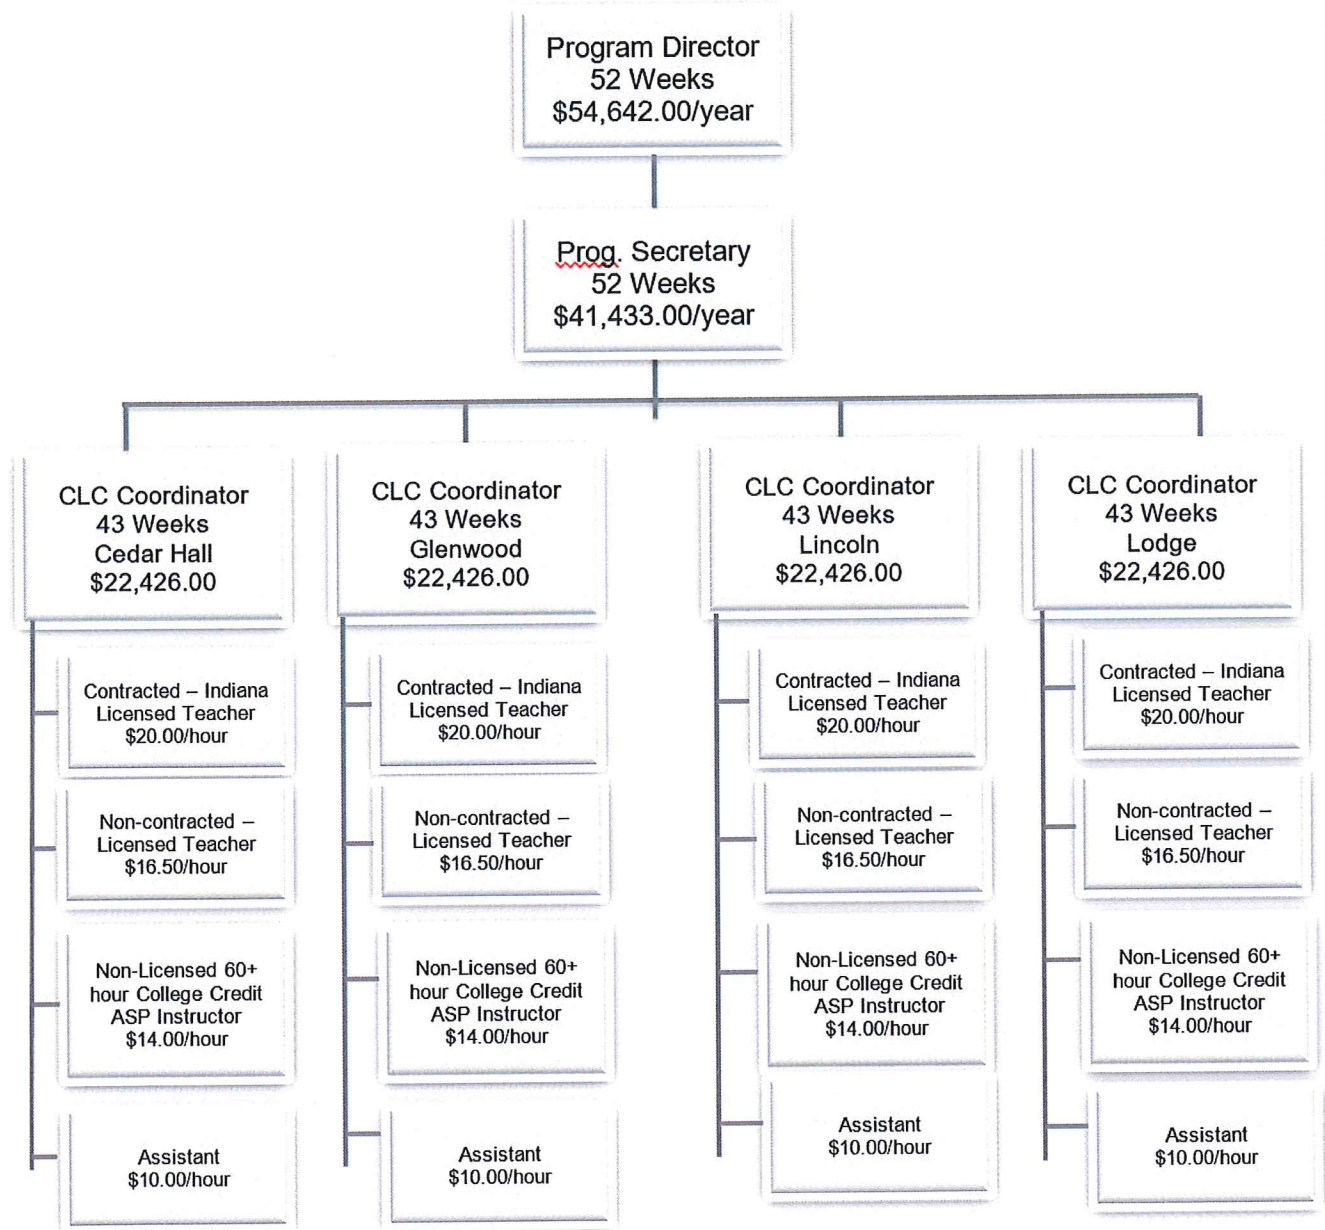 Program Director
52 Weeks
$54,642.00/year
Prog. Secretary
52 Weeks
$41,433.00/year
CLC Coordinator
43 Weeks
Cedar Hall
$22,426.00
Contracted – Indiana
Licensed Teacher
$20.00/hour
Non-contracted –
Licensed Teacher
$16.50/hour
Non-Licensed 60+
hour College Credit
ASP Instructor
$14.00/hour
Assistant
$10.00/hour
CLC Coordinator
43 Weeks
Glenwood
$22,426.00
Contracted – Indiana
Licensed Teacher
$20.00/hour
Non-contracted –
Licensed Teacher
$16.50/hour
Non-Licensed 60+
hour College Credit
ASP Instructor
$14.00/hour
Assistant
$10.00/hour
CLC Coordinator
43 Weeks
Lincoln
$22,426.00
Contracted – Indiana
Licensed Teacher
$20.00/hour
Non-contracted –
Licensed Teacher
$16.50/hour
Non-Licensed 60+
hour College Credit
ASP Instructor
$14.00/hour
Assistant
$10.00/hour
CLC Coordinator
43 Weeks
Lodge
$22,426.00
Contracted – Indiana
Licensed Teacher
$20.00/hour
Non-contracted –
Licensed Teacher
$16.50/hour
Non-Licensed 60+
hour College Credit
ASP Instructor
$14.00/hour
Assistant
$10.00/hour